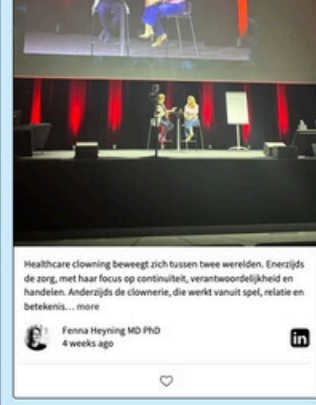 Healthcare clowning beweegt zich tussen twee werelden. Enerzijds
de zorg, met haar focus op continuïteit, verantwoordelijkheid en
handelen. Anderzijds de clownerie, die werkt vanuit spel, relatie en
betekenis... more
Fenna Heyning MD PhD
4 weeks ago
in